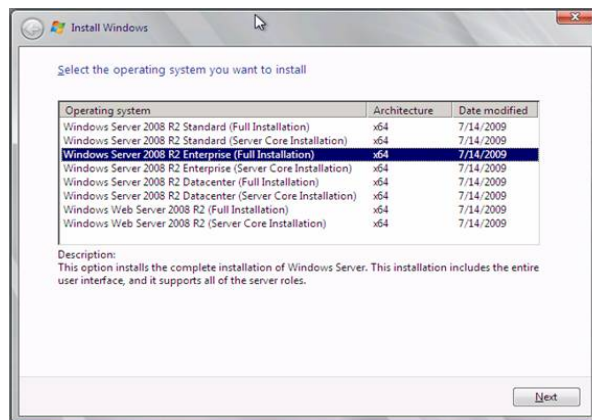 Install Windows
Select the operating system you want to install
Operating system Architecture Date modified
Windows Server 2008 R2 Standard (Full Installation) x64 7/14/2009
Windows Server 2008 R2 Standard (Server Core Installation) x64 7/14/2009
Windows Server 2008 R2 Enterprise (Full Installation) x64 7/14/2009
Windows Server 2008 R2 Enterprise (Server Core Installation) x64 7/14/2009
Windows Server 2008 R2 Datacenter (Full Installation) x64 7/14/2009
Windows Server 2008 R2 Datacenter (Server Core Installation) x64 7/14/2009
Windows Web Server 2008 R2 (Full Installation) x64 7/14/2009
Windows Web Server 2008 R2 (Server Core Installation) x64 7/14/2009
Description:
This option installs the complete installation of Windows Server. This installation includes the entire
user interface, and it supports all of the server roles.
Next